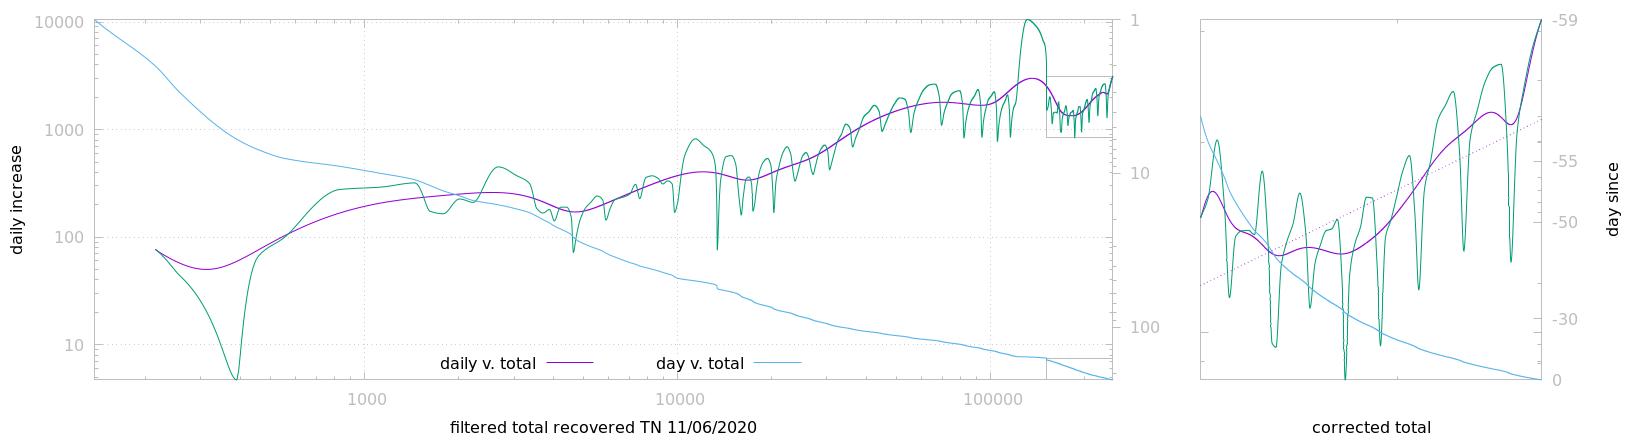 10000
1000
100
10
daily increase
daily v. total
day v. total
1
10
100
1000
10000
100000
filtered total recovered TN 11/06/2020
-59
-55
-50
-30
0
day since
corrected total